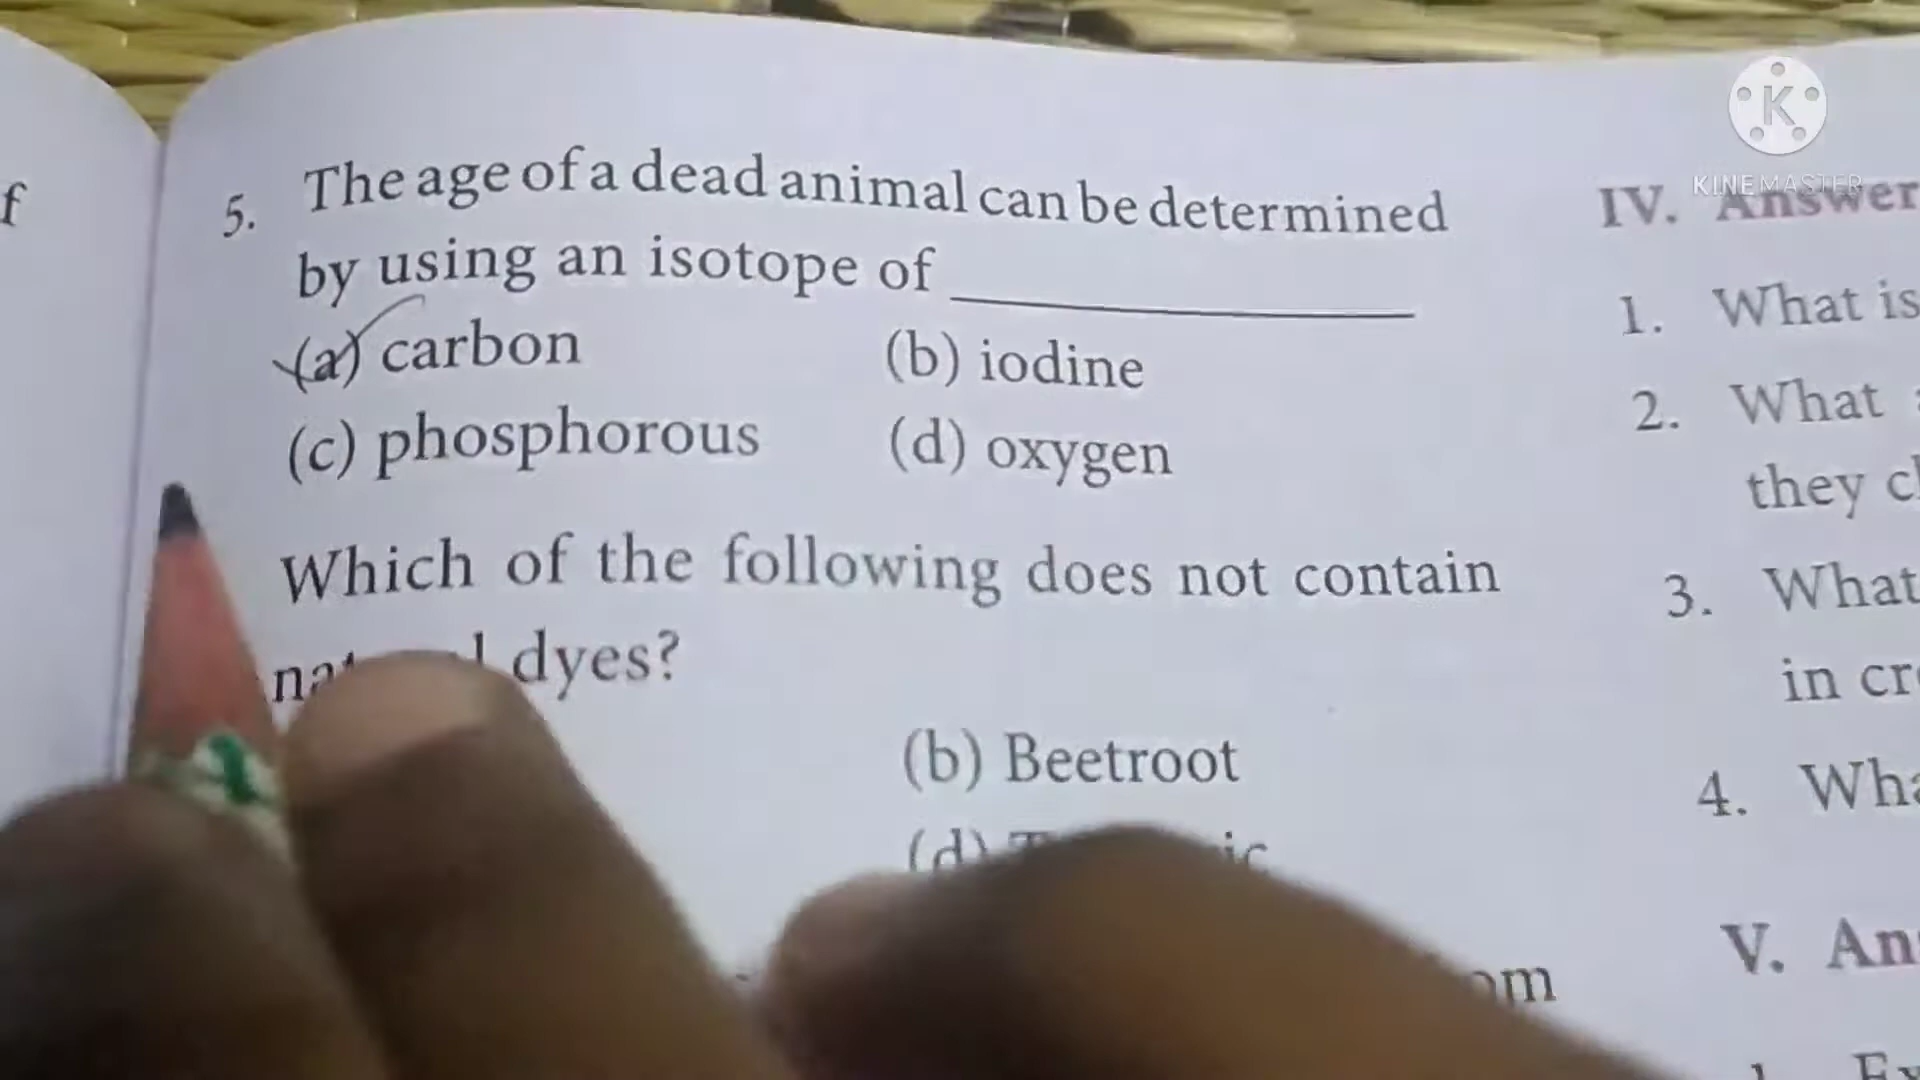 f
5. The age of a dead animal can be determined
by using an isotope of ____________
(a) carbon (b) iodine
(c) phosphorous (d) oxygen
Which of the following does not contain
dyes?
(b) Beetroot
(d)
IV. Answer
1. What is
2. What
they
3. What
in
4.
V.
KINEMASTER
K